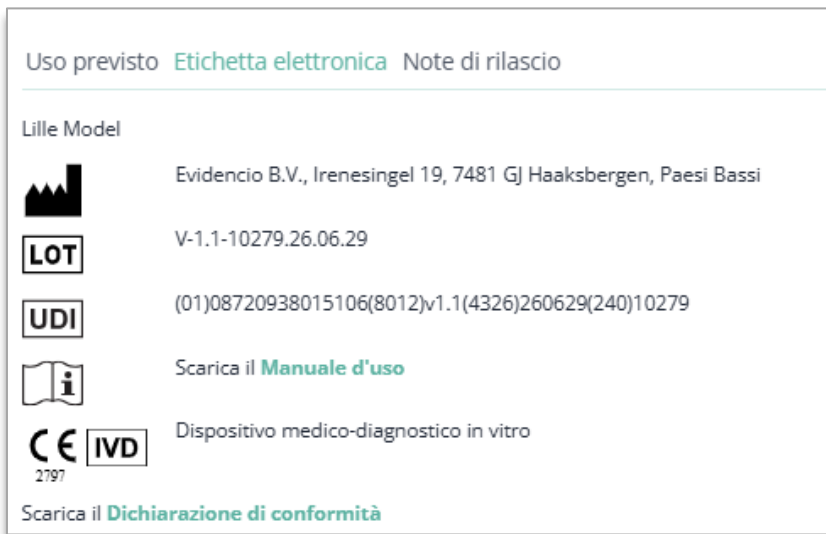 Uso previsto Etichetta elettronica Note di rilascio
Lille Model
Evidencio B.V., Irenesingel 19, 7481 GJ Haaksbergen, Paesi Bassi
LOT V-1.1-10279.26.06.29
UDI (01)08720938015106(8012)v1.1(4326)260629(240)10279
i Scarica il Manuale d'uso
CE IVD Dispositivo medico-diagnostico in vitro
2797
Scarica il Dichiarazione di conformità